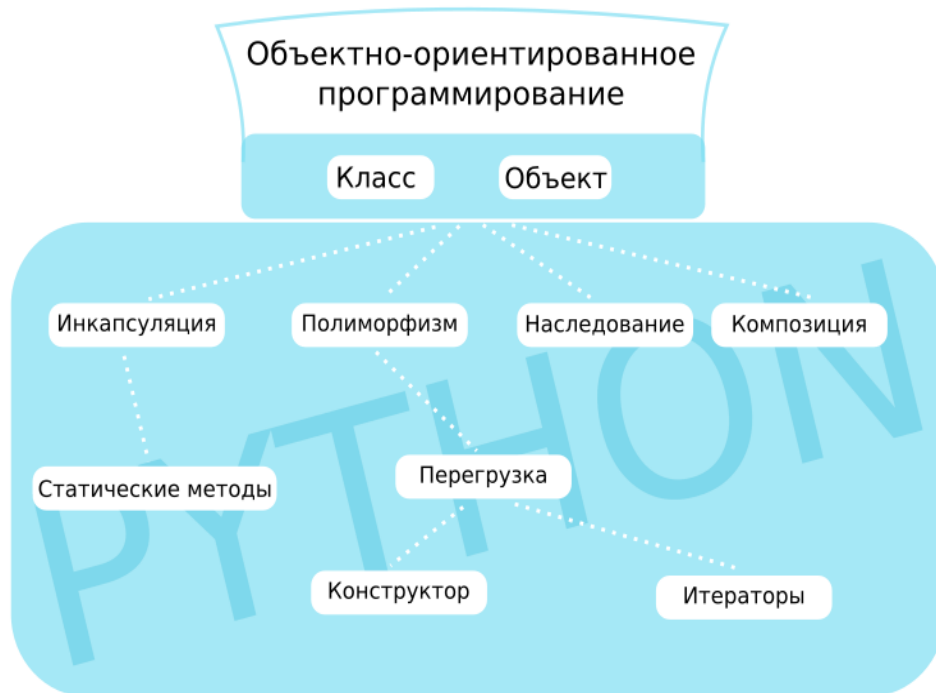 Объектно-ориентированное
программирование
Класс
Объект
Инкапсуляция
Полиморфизм
Наследование
Композиция
PYTHON
Статические методы
Перегрузка
Конструктор
Итераторы